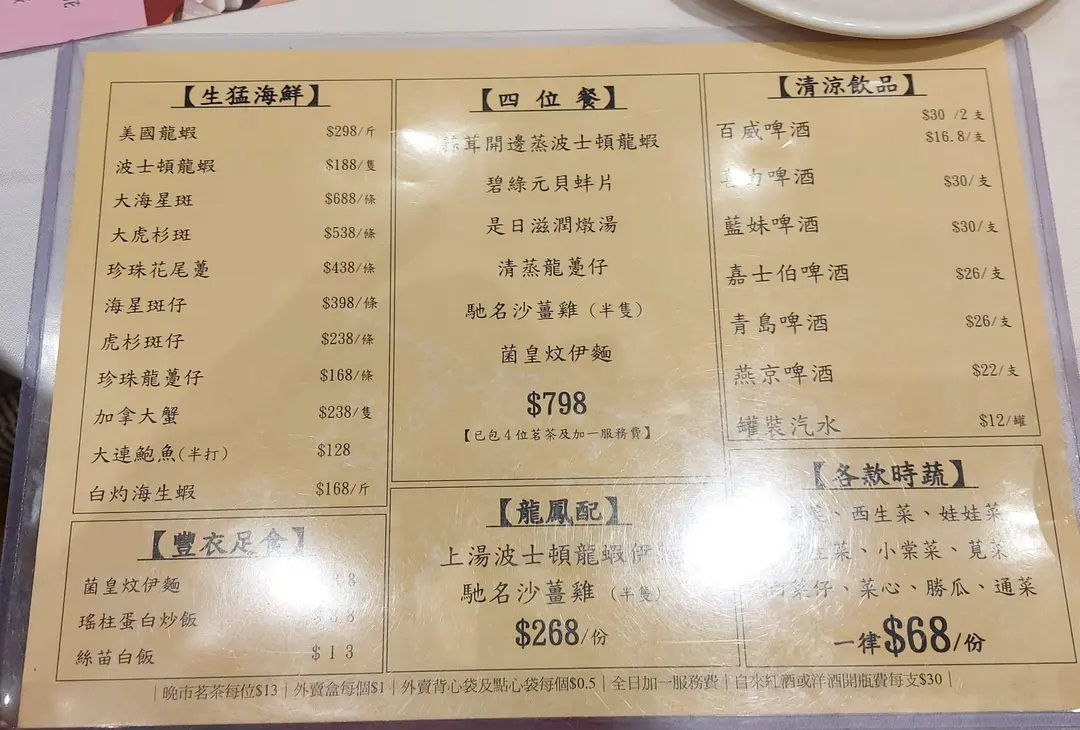 【生猛海鮮】
美國龍蝦 $298/斤
波士頓龍蝦 $188/隻
大海星斑 $688/條
大虎杉斑 $538/條
珍珠花尾躉 $438/條
海星斑仔 $398/條
虎杉斑仔 $238/條
珍珠龍躉仔 $168/條
加拿大蟹 $238/隻
大連鮑魚(半打) $128
白灼海生蝦 $168/斤
【豐衣足食】
菌皇炆伊麵
瑤柱蛋白炒飯
絲苗白飯 $13
【四位餐】
蒜茸開邊蒸波士頓龍蝦
碧綠元貝蚌片
是日滋潤燉湯
清蒸龍躉仔
馳名沙薑雞(半隻)
菌皇炆伊麵
$798
【已包4位茗茶及加一服務費】
【龍鳳配】
上湯波士頓龍蝦伊
馳名沙薑雞(半隻)
$268/份
【清涼飲品】
百威啤酒 $30 /2支
$16.8/支
喜力啤酒 $30/支
藍妹啤酒 $30/支
嘉士伯啤酒 $26/支
青島啤酒 $26/支
燕京啤酒 $22/支
罐裝汽水 $12/罐
【各款時蔬】
、西生菜、娃娃菜
菜、小棠菜、莧菜
菜仔、菜心、勝瓜、通菜
一律$68/份
|晚市茗茶每位$13|外賣盒每個$1|外賣背心袋及點心袋每個$0.5|全日加一服務費|自來紅酒或洋酒開瓶費每支$30|